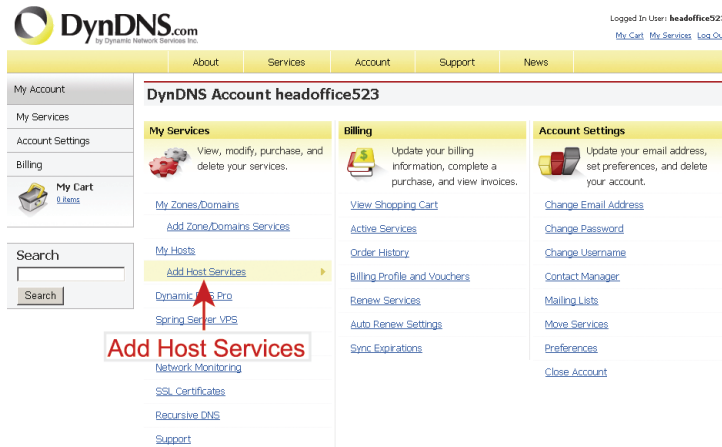 DynDNS.com
by Dynamic Network Services Inc.
Logged In User: headoffice523
My Cart My Services Log Ou
About Services Account Support News
My Account
My Services
Account Settings
Billing
My Cart
0 items
Search
Search
DynDNS Account headoffice523
My Services
View, modify, purchase, and
delete your services.
My Zones/Domains
Add Zone/Domains Services
My Hosts
Add Host Services
Dynamic DNS Pro
Spring Server VPS
Add Host Services
Network Monitoring
SSL Certificates
Recursive DNS
Support
Billing
Update your billing
information, complete a
purchase, and view invoices.
View Shopping Cart
Active Services
Order History
Billing Profile and Vouchers
Renew Services
Auto Renew Settings
Sync Expirations
Account Settings
Update your email address,
set preferences, and delete
your account.
Change Email Address
Change Password
Change Username
Contact Manager
Mailing Lists
Move Services
Preferences
Close Account